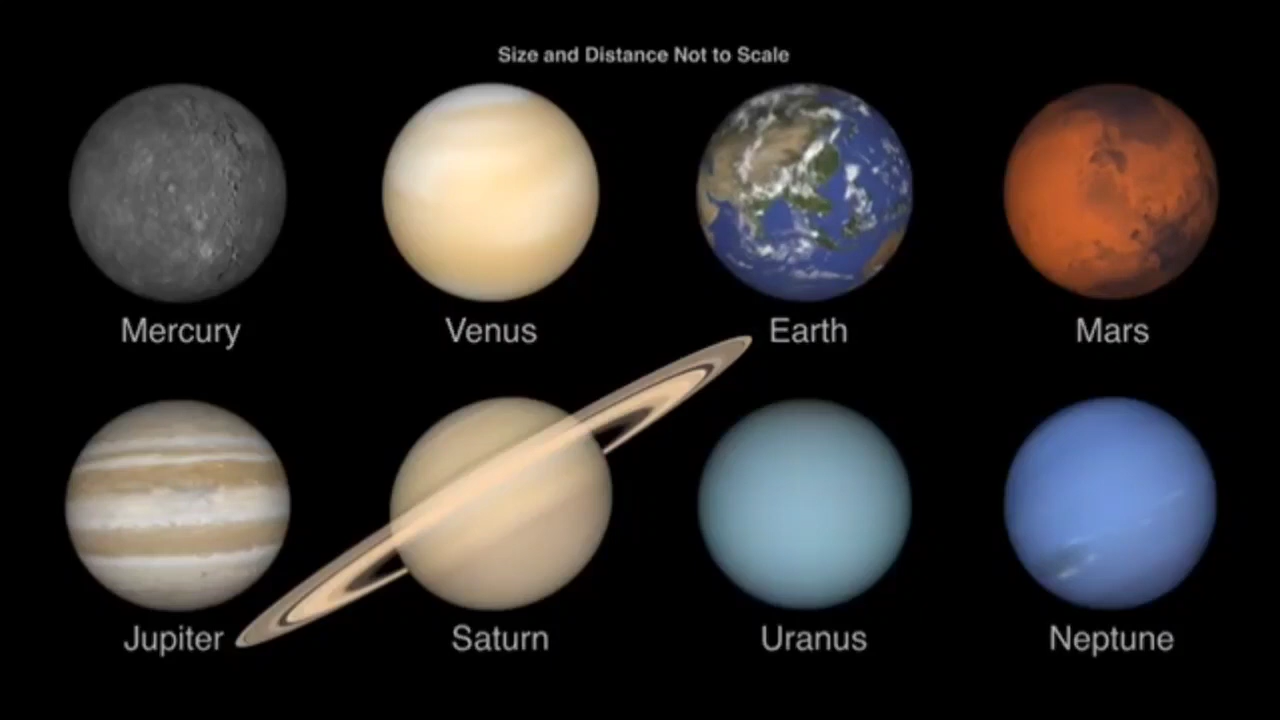 Size and Distance Not to Scale
Mercury Venus Earth Mars
Jupiter Saturn Uranus Neptune